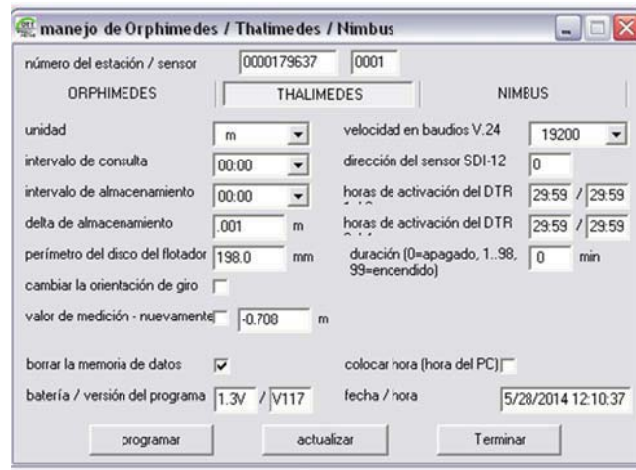 manejo de Orphimedes / Thalimedes / Nimbus
número del estación / sensor 0000179637 0001
ORPHIMEDES THALIMEDES NIMBUS
unidad m velocidad en baudios V.24 19200
intervalo de consulta 00:00 dirección del sensor SDI-12 0
intervalo de almacenamiento 00:00 horas de activación del DTR 29:59 / 29:59
delta de almacenamiento .001 m horas de activación del DTR 29:59 / 29:59
perímetro del disco del flotador 198.0 mm duración (0=apagado, 1..98, 0 min
99=encendido)
cambiar la orientación de giro
valor de medición - nuevamente -0.708 m
borrar la memoria de datos colocar hora (hora del PC)
batería / versión del programa 1.3V / V117 fecha / hora 5/28/2014 12:10:37
programar actualizar Terminar